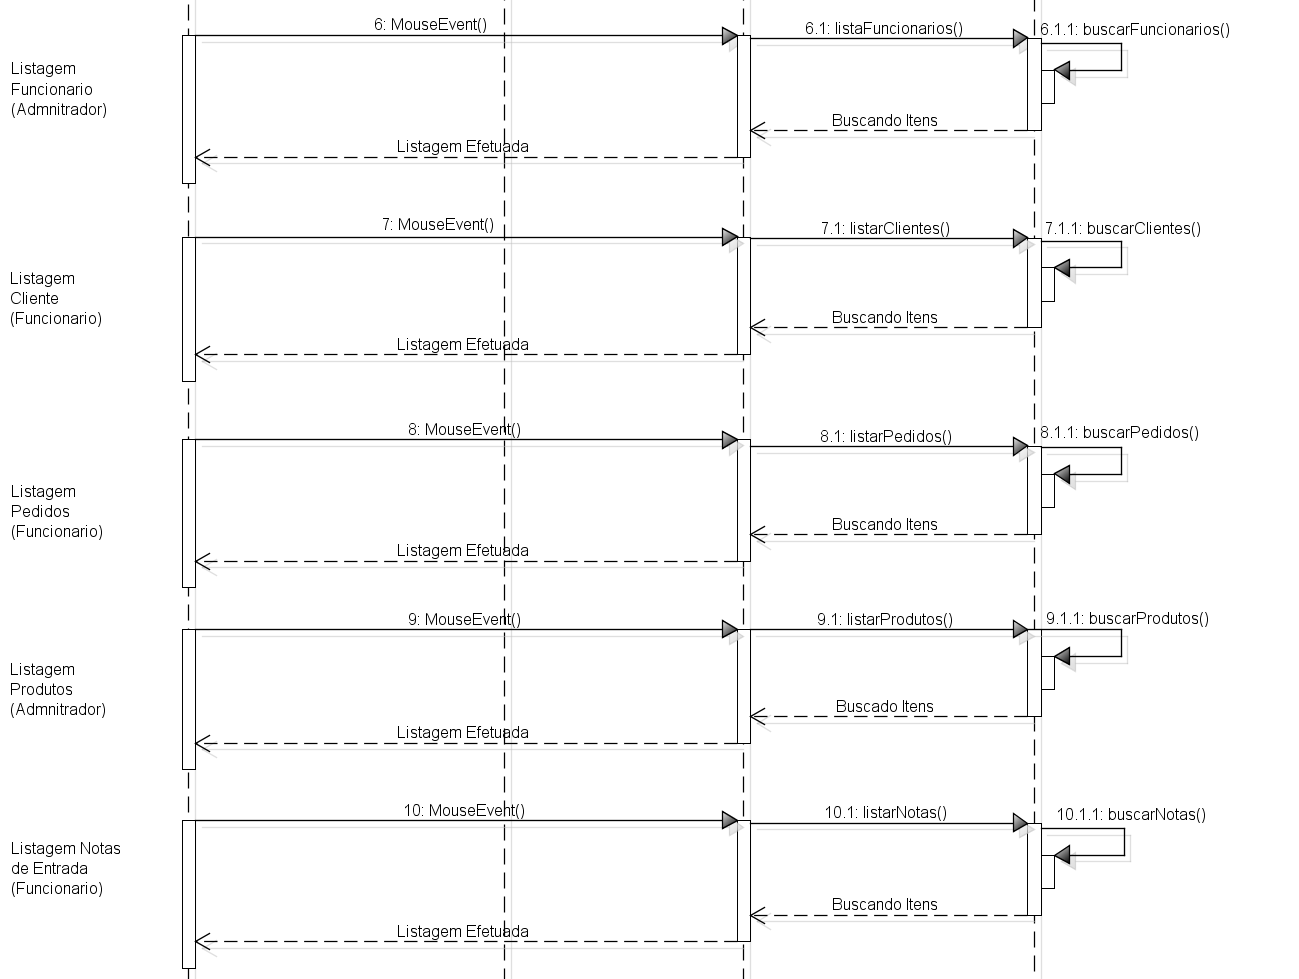 6: MouseEvent()
6.1: listaFuncionarios()
6.1.1: buscarFuncionarios()
Listagem
Funcionario
(Admnitrador)
Buscando Itens
Listagem Efetuada
7: MouseEvent()
7.1: listarClientes()
7.1.1: buscarClientes()
Listagem
Cliente
(Funcionario)
Buscando Itens
Listagem Efetuada
8: MouseEvent()
8.1: listarPedidos()
8.1.1: buscarPedidos()
Listagem
Pedidos
(Funcionario)
Buscando Itens
Listagem Efetuada
9: MouseEvent()
9.1: listarProdutos()
9.1.1: buscarProdutos()
Listagem
Produtos
(Admnitrador)
Buscado Itens
Listagem Efetuada
10: MouseEvent()
10.1: listarNotas()
10.1.1: buscarNotas()
Listagem Notas
de Entrada
(Funcionario)
Buscando Itens
Listagem Efetuada